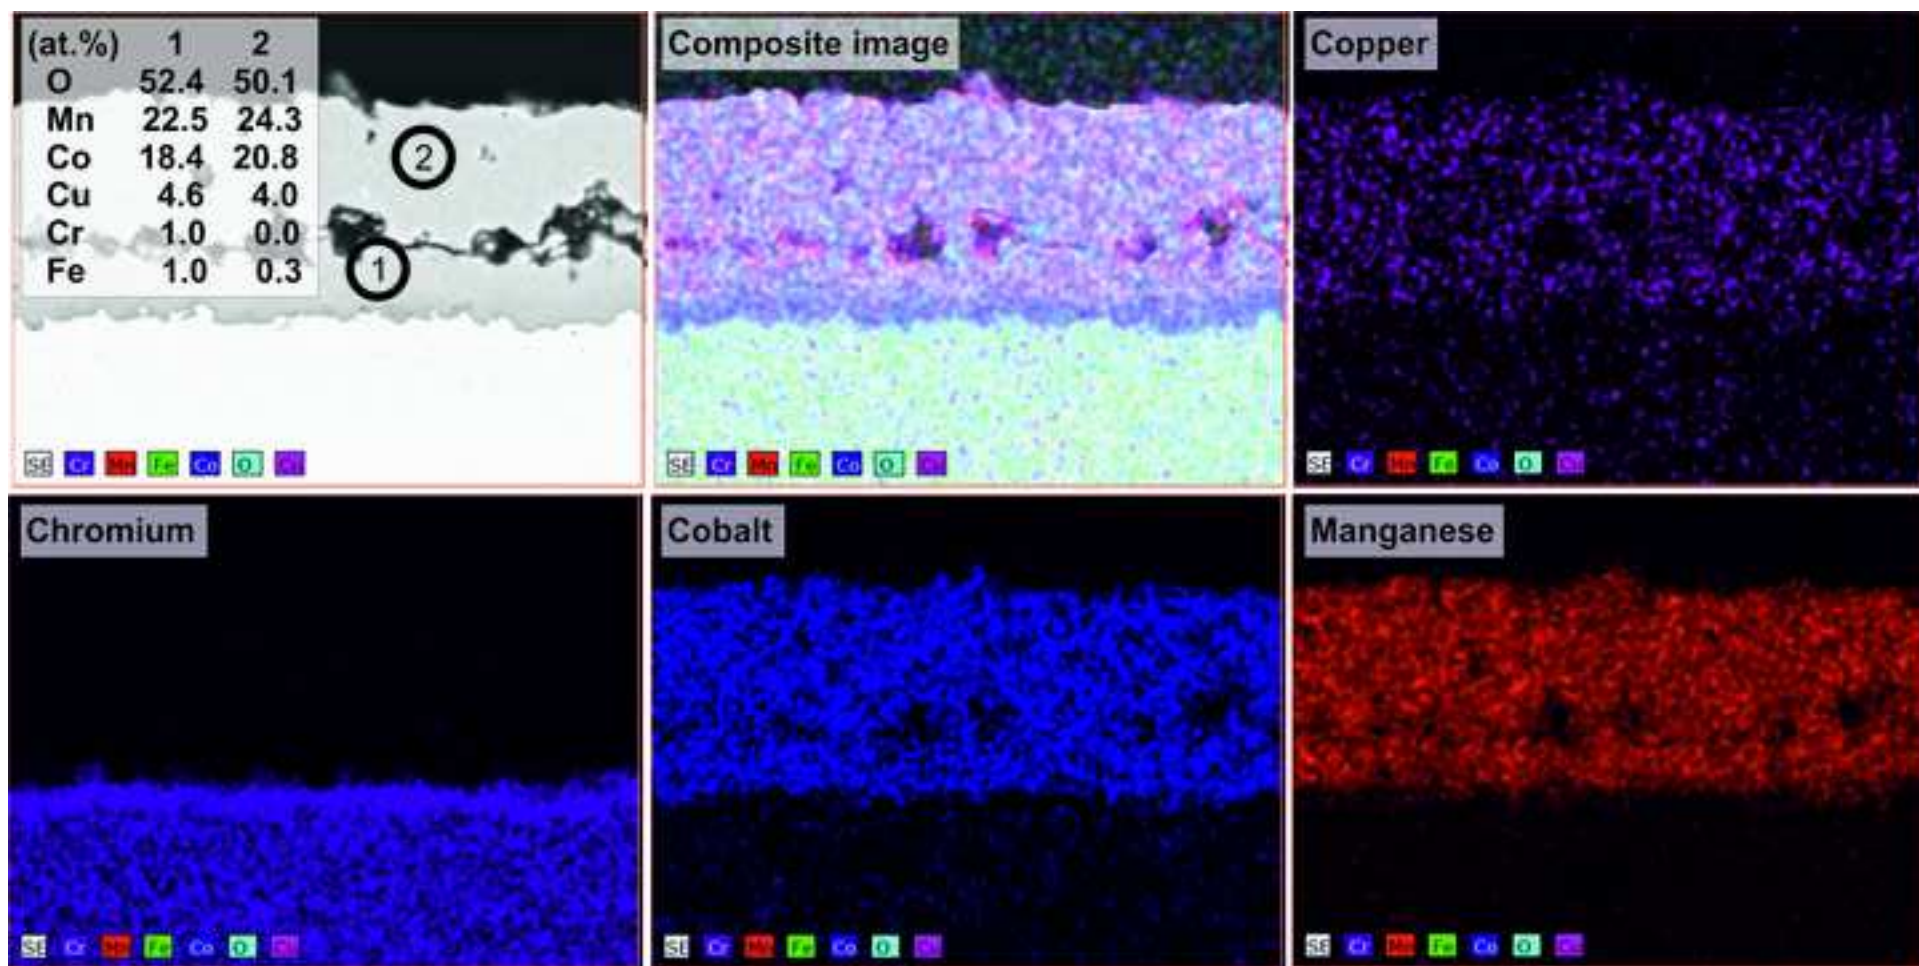 (at.%) 1 2
O 52.4 50.1
Mn 22.5 24.3
Co 18.4 20.8
Cu 4.6 4.0
Cr 1.0 0.0
Fe 1.0 0.3
2
1
SE Cr Mn Fe Co O Cu
Composite image
SE Cr Mn Fe Co O Cu
Copper
SE Cr Mn Fe Co O Cu
Chromium
SE Cr Mn Fe Co O Cu
Cobalt
SE Cr Mn Fe Co O Cu
Manganese
SE Cr Mn Fe Co O Cu